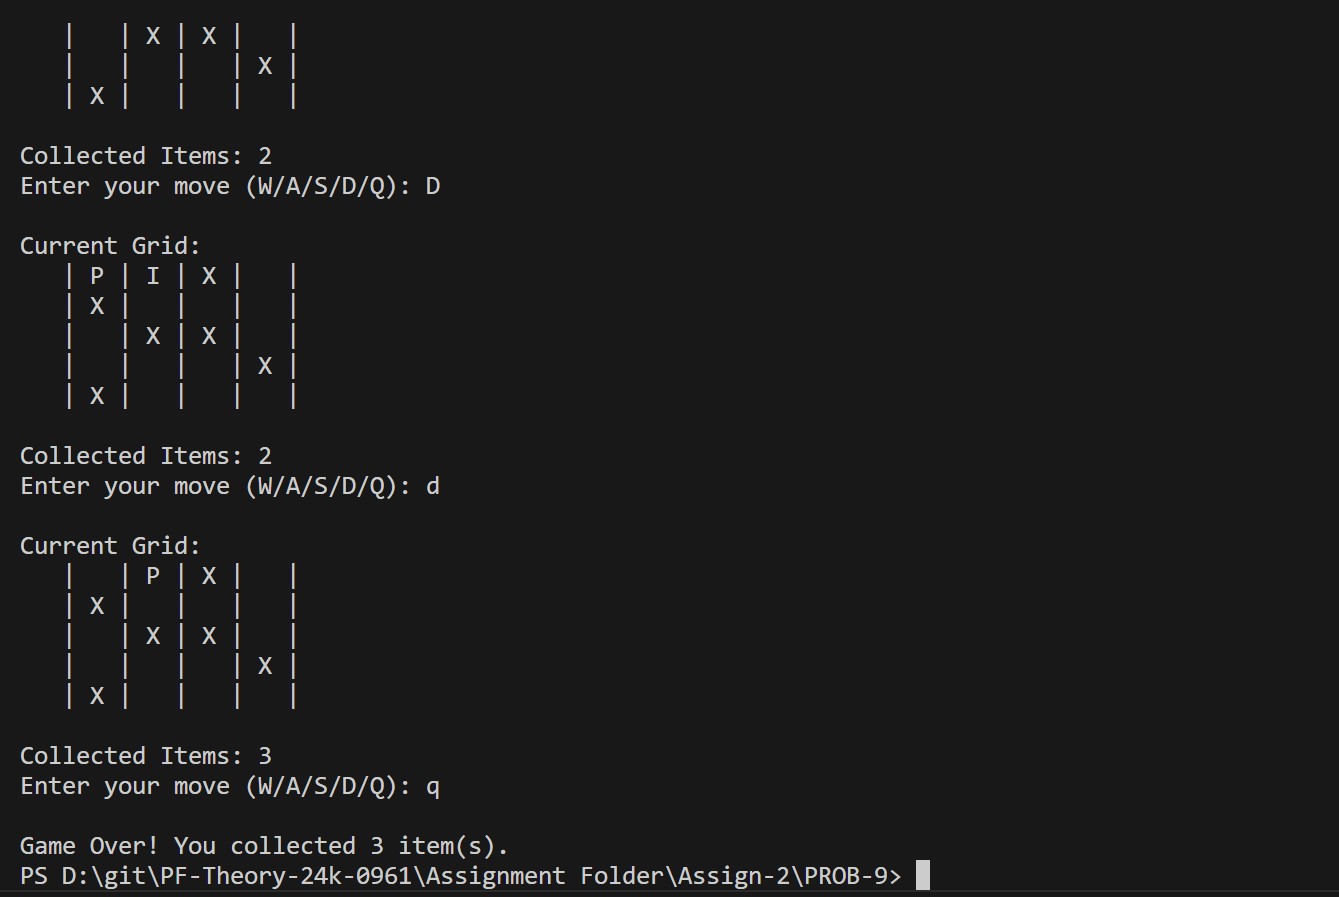 |   | X | X |   |
   |   |   |   | X |
   | X |   |   |   |

Collected Items: 2
Enter your move (W/A/S/D/Q): D

Current Grid:
   | P | I | X |   |
   | X |   |   |   |
   |   | X | X |   |
   |   |   |   | X |
   | X |   |   |   |

Collected Items: 2
Enter your move (W/A/S/D/Q): d

Current Grid:
   |   | P | X |   |
   | X |   |   |   |
   |   | X | X |   |
   |   |   |   | X |
   | X |   |   |   |

Collected Items: 3
Enter your move (W/A/S/D/Q): q

Game Over! You collected 3 item(s).
PS D:\git\PF-Theory-24k-0961\Assignment Folder\Assign-2\PROB-9>